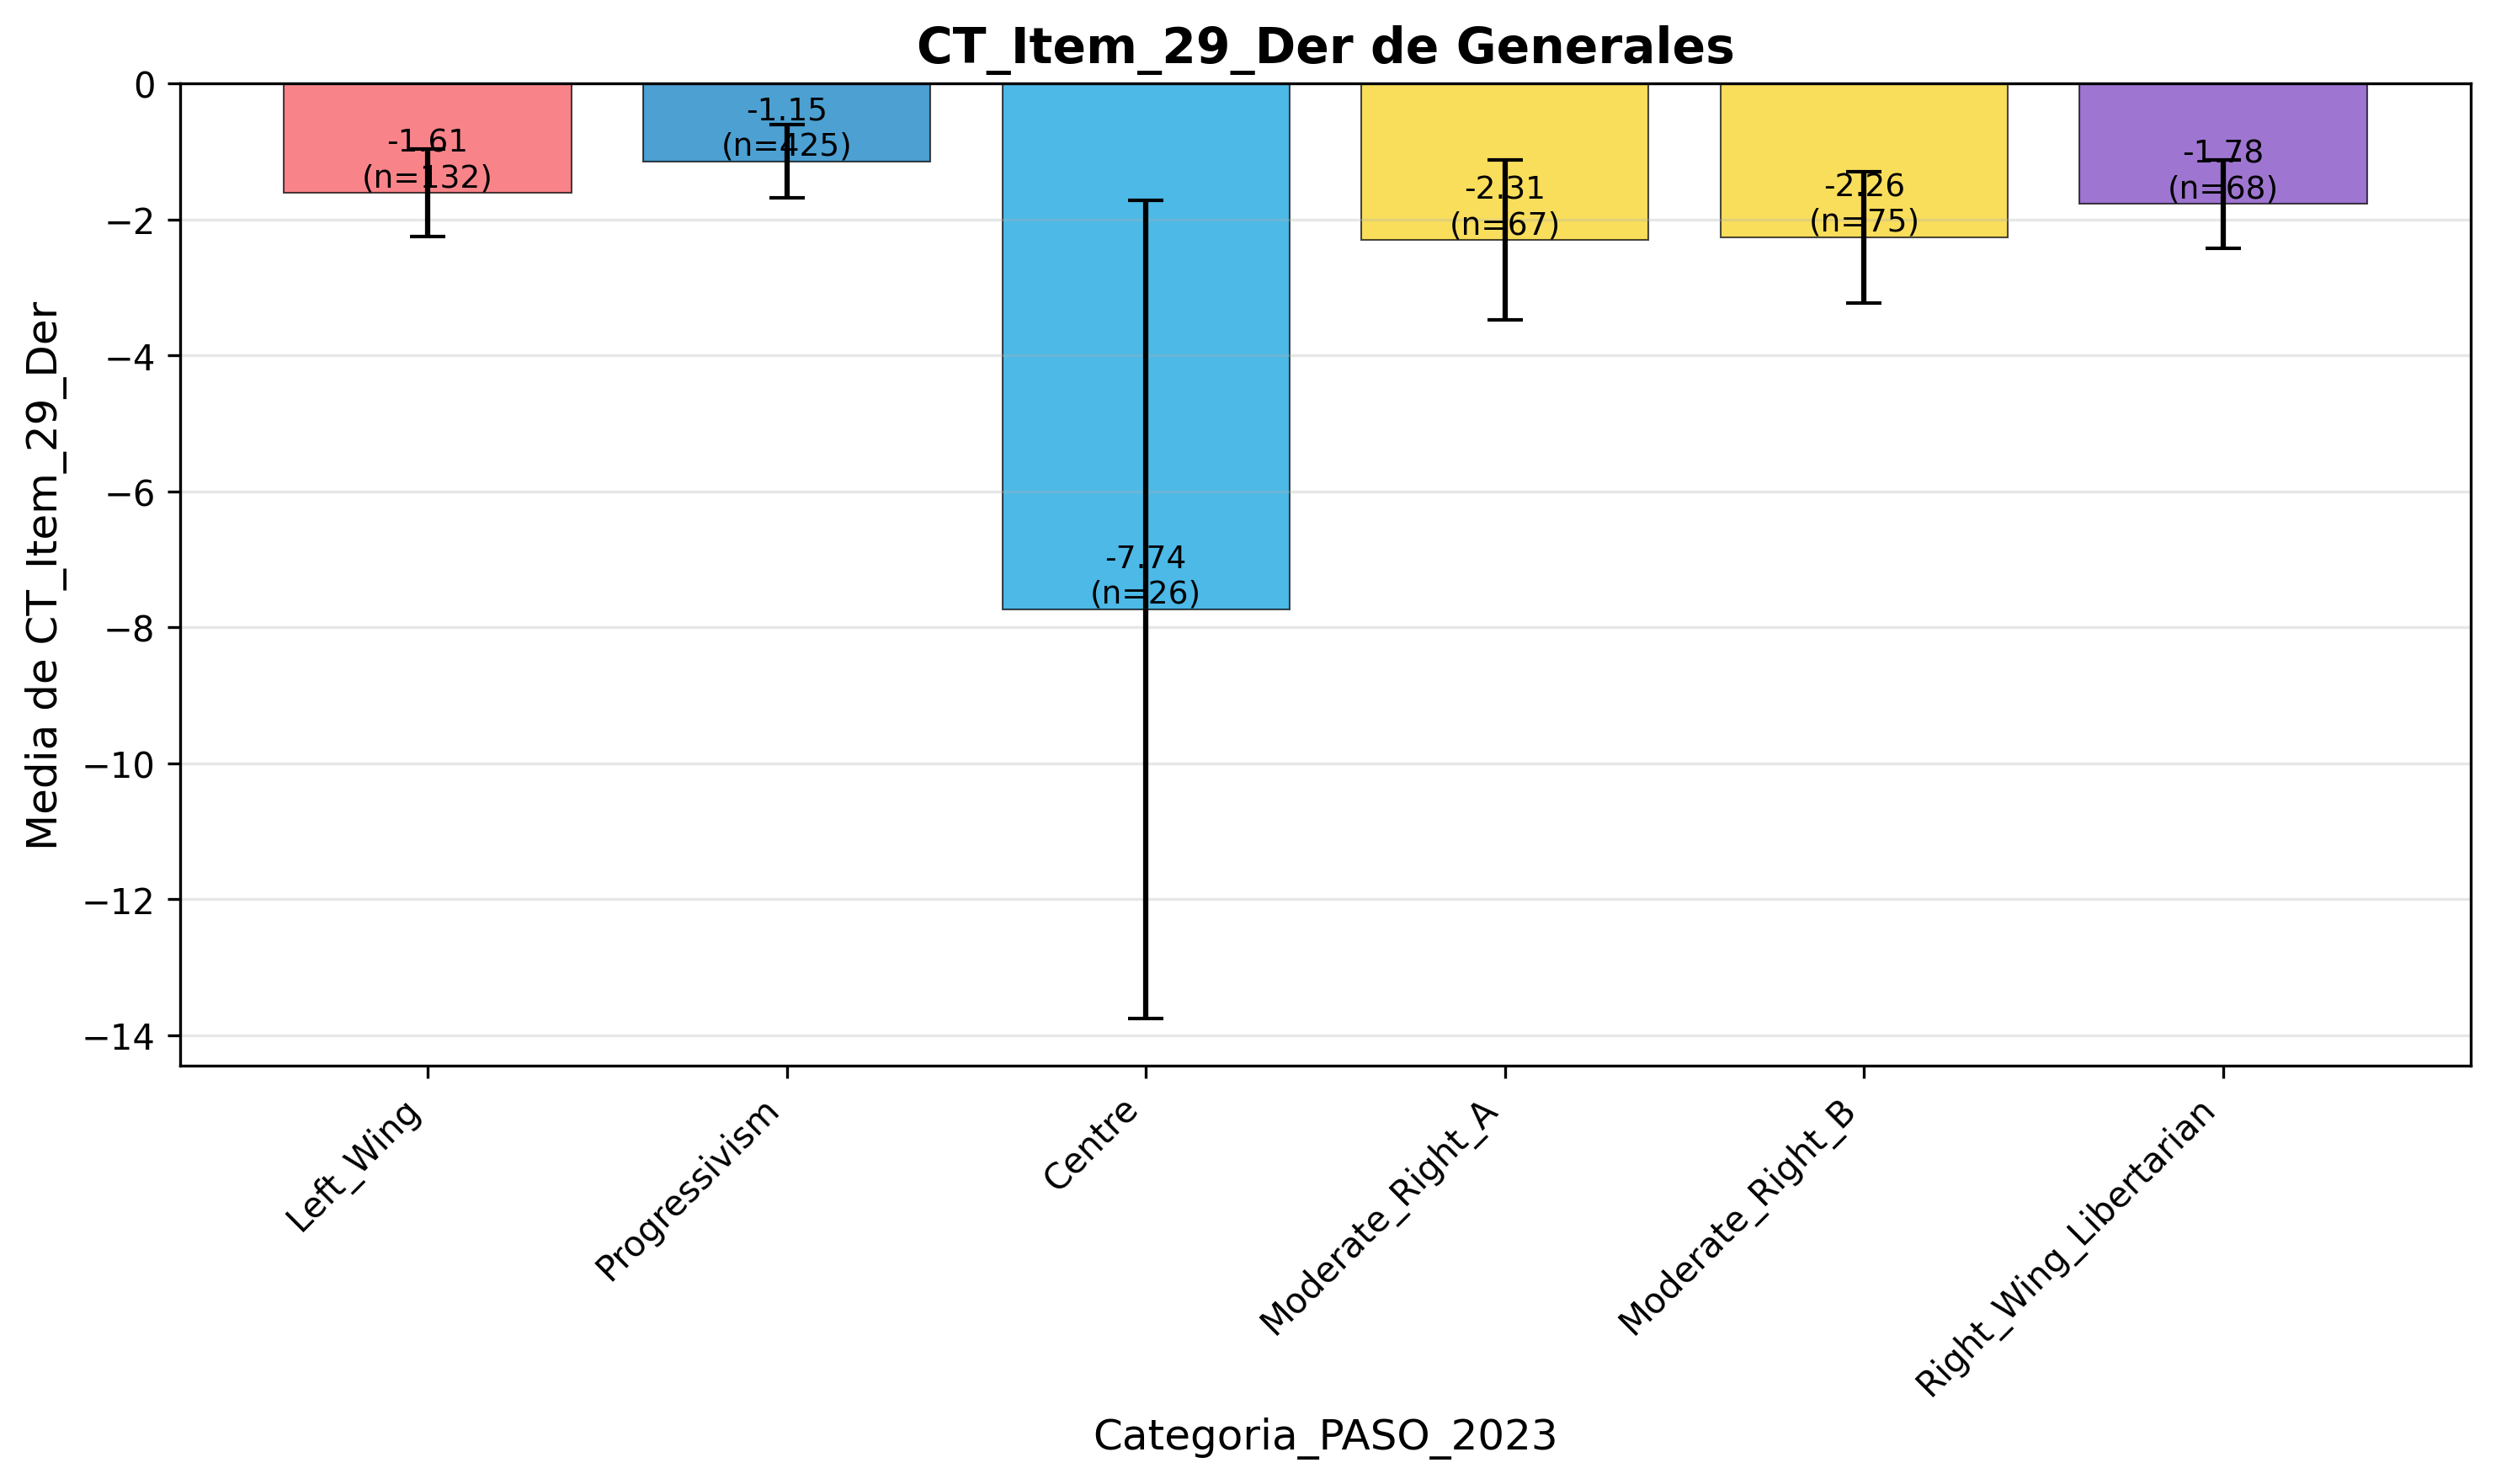 CT_Item_29_Der de Generales
Media de CT_Item_29_Der
0
−2
−4
−6
−8
−10
−12
−14
-1.61
(n=132)
-1.15
(n=425)
-7.74
(n=26)
-2.31
(n=67)
-2.26
(n=75)
-1.78
(n=68)
Left_Wing
Progressivism
Centre
Moderate_Right_A
Moderate_Right_B
Right_Wing_Libertarian
Categoria_PASO_2023